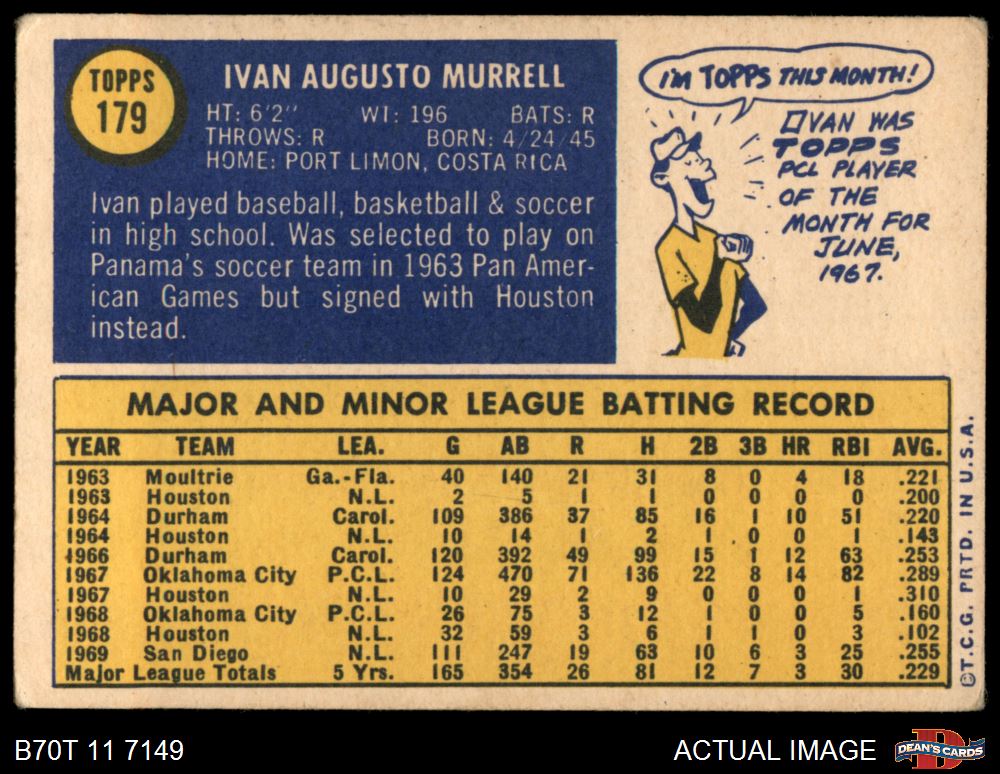 TOPPS
179
IVAN AUGUSTO MURRELL
HT: 6'2" WT: 196 BATS: R
THROWS: R BORN: 4/24/45
HOME: PORT LIMON, COSTA RICA
Ivan played baseball, basketball & soccer
in high school. Was selected to play on
Panama's soccer team in 1963 Pan Amer-
ican Games but signed with Houston
instead.
I'M TOPPS THIS MONTH!
IVAN WAS
TOPPS
PCL PLAYER
OF THE
MONTH FOR
JUNE,
1967.
MAJOR AND MINOR LEAGUE BATTING RECORD
YEAR TEAM LEA. G AB R H 2B 3B HR RBI AVG.
1963 Moultrie Ga.-Fla. 40 140 21 31 8 0 4 18 .221
1963 Houston N.L. 2 5 1 1 0 0 0 0 .200
1964 Durham Carol. 109 386 37 85 16 1 10 51 .220
1964 Houston N.L. 10 14 1 2 1 0 0 1 .143
1966 Durham Carol. 120 392 49 99 15 1 12 63 .253
1967 Oklahoma City P.C.L. 124 470 71 136 22 8 14 82 .289
1967 Houston N.L. 10 29 2 9 0 0 0 1 .310
1968 Oklahoma City P.C.L. 26 75 3 12 1 0 0 5 .160
1968 Houston N.L. 32 59 3 6 1 1 0 3 .102
1969 San Diego N.L. 111 247 19 63 10 6 3 25 .255
Major League Totals 5 Yrs. 165 354 26 81 12 7 3 30 .229
©T.C.G. PRTD. IN U.S.A.
B70T 11 7149
ACTUAL IMAGE
DEAN'S CARDS